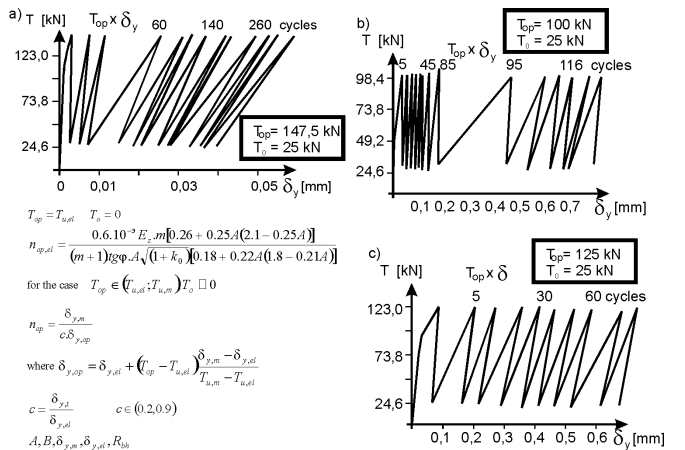 a) T [kN] T_op x δ_y 60 140 260 cycles
123,0
73,8
24,6
T_op= 147,5 kN
T_0 = 25 kN
0 0,01 0,03 0,05 δ_y [mm]
T_op = T_u,el T_o = 0
n_op,el = 0.6.10^-3 E_z.m[0.26 + 0.25A(2.1 − 0.25A)] / (m+1)tgφ.A√(1+k_0)[0.18 + 0.22A(1.8 − 0.21A)]
for the case T_op ∈ (T_u,el ; T_u,m) T_o □ 0
n_op = δ_y,m / c.δ_y,op
where δ_y,op = δ_y,el + (T_op − T_u,el) δ_y,m − δ_y,el / T_u,m − T_u,el
c = δ_y,t / δ_y,el c ∈ (0.2,0.9)
A, B, δ_y,m, δ_y,el, R_bh
b) T [kN] T_op x δ_y
T_op= 100 kN
T_0 = 25 kN
5 45 85 95 116 cycles
98,4
73,8
49,2
24,6
0,1 0,2 0,3 0,4 0,5 0,6 0,7 δ_y [mm]
c) T [kN] T_op x δ
T_op= 125 kN
T_0 = 25 kN
5 30 60 cycles
123,0
73,8
24,6
0 0,1 0,2 0,3 0,4 0,5 0,6 δ_y [mm]